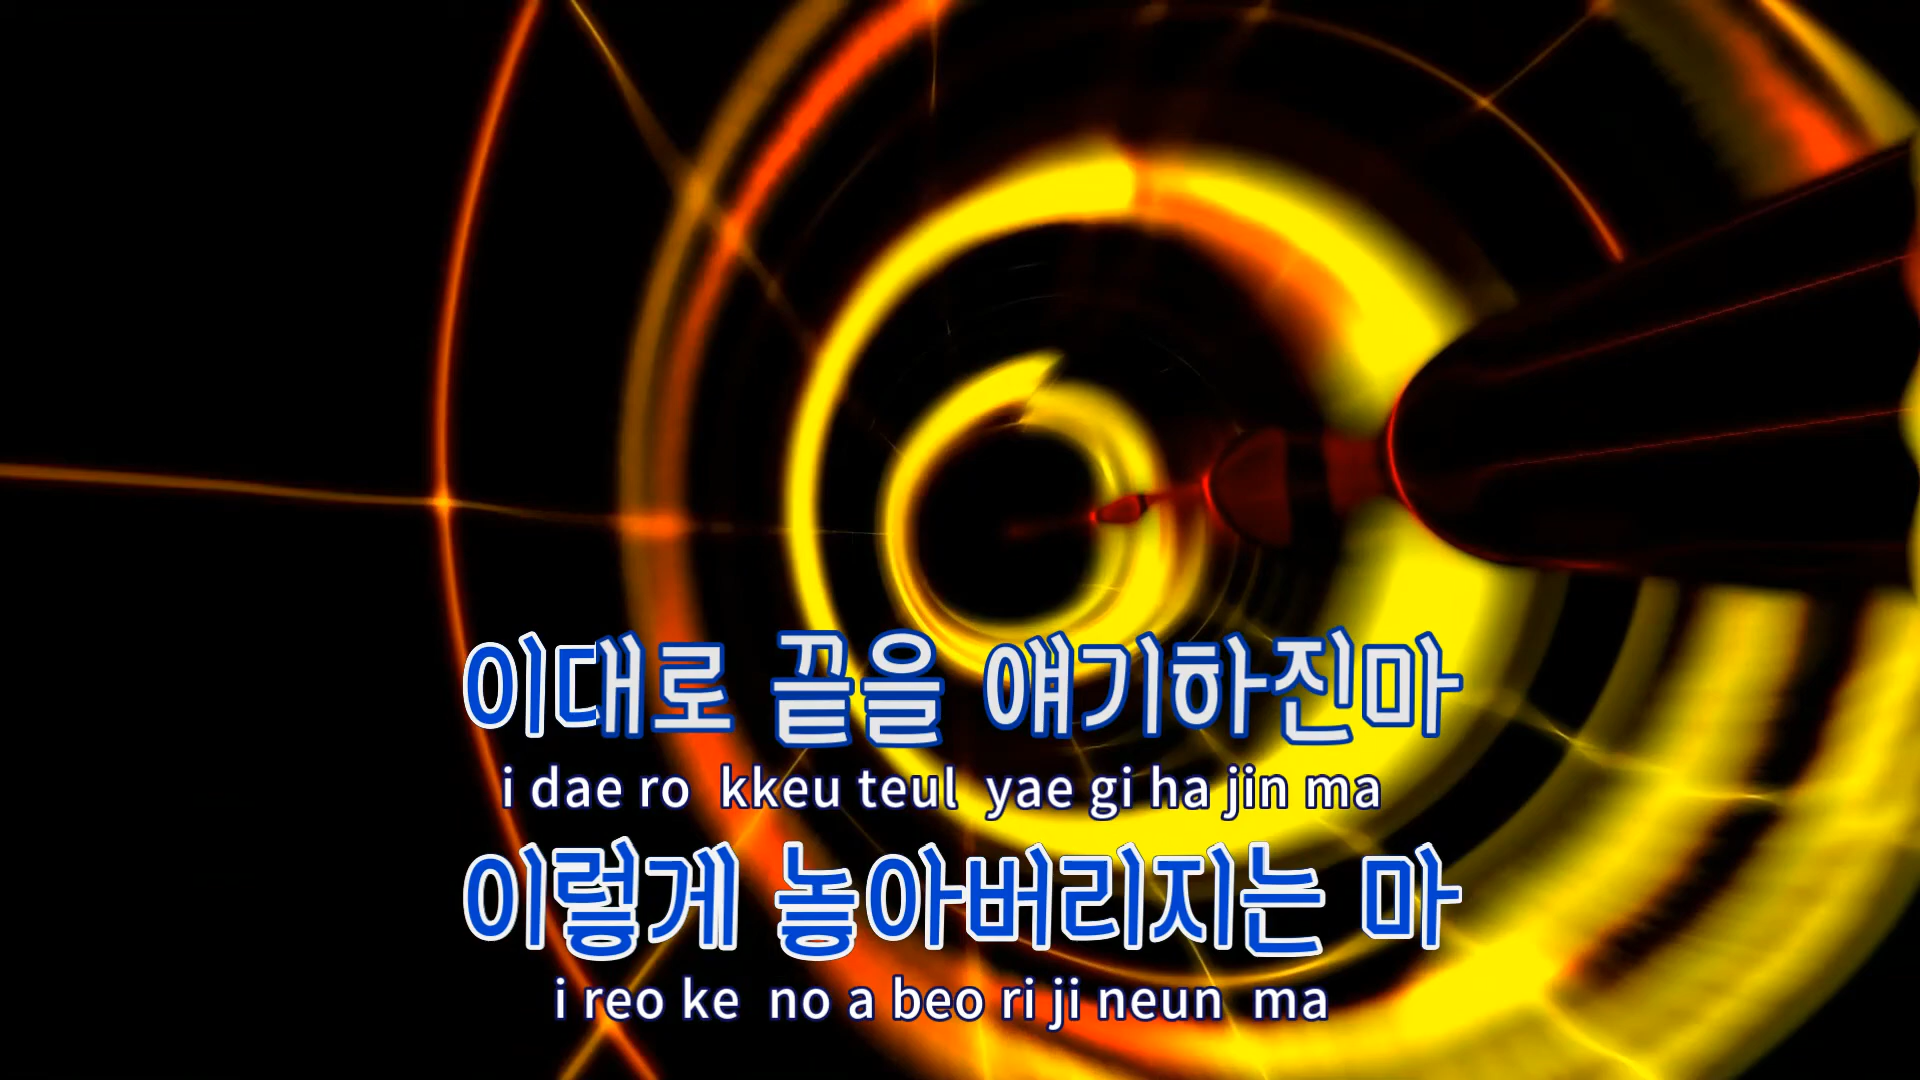 이대로 끝을 얘기하진마
i dae ro kkeu teul yae gi ha jin ma
이렇게 놓아버리지는 마
i reo ke no a beo ri ji neun ma